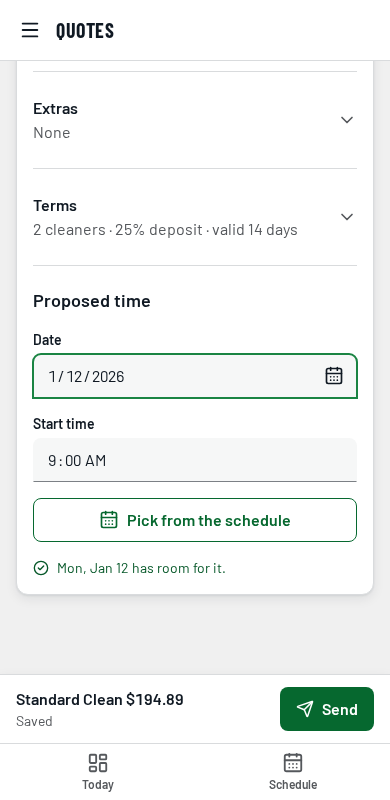 QUOTES
Extras
None
Terms
2 cleaners · 25% deposit · valid 14 days
Proposed time
Date
1/12/2026
Start time
9:00 AM
Pick from the schedule
Mon, Jan 12 has room for it.
Standard Clean $194.89
Saved
Send
Today
Schedule